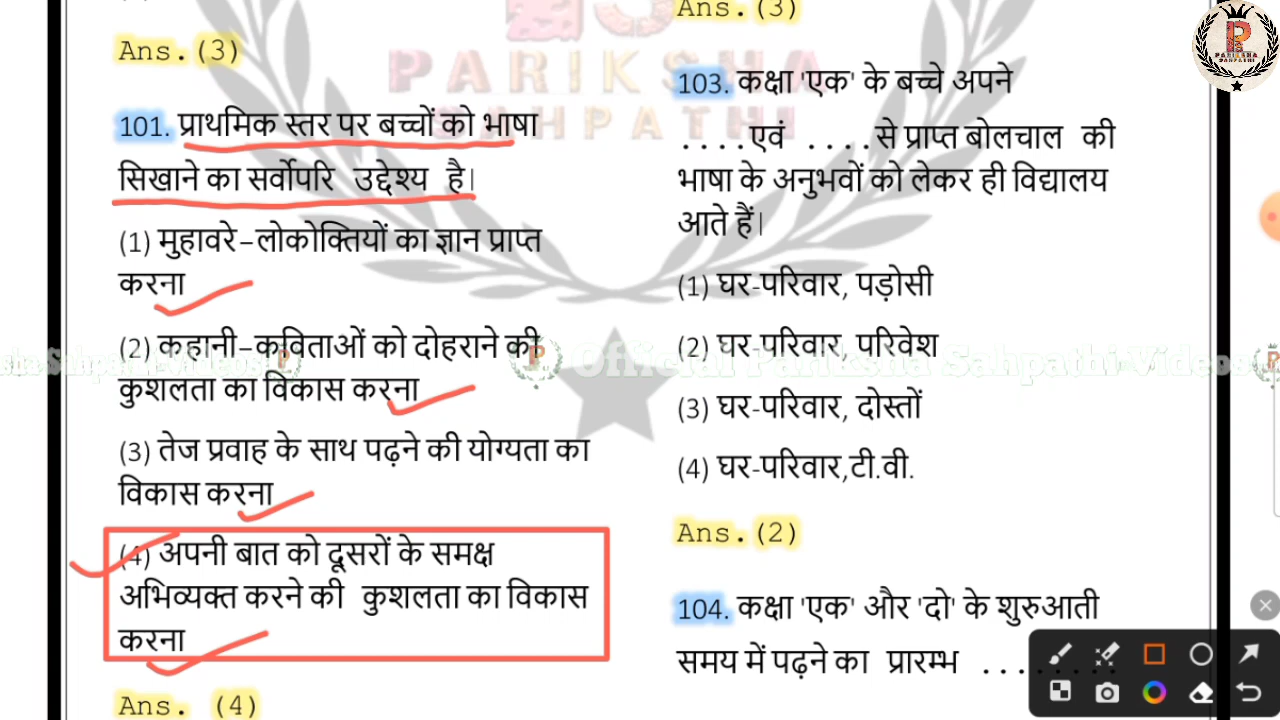 Ans.(3)
101. प्राथमिक स्तर पर बच्चों को भाषा
सिखाने का सर्वोपरि उद्देश्य है।
(1) मुहावरे–लोकोक्तियों का ज्ञान प्राप्त
करना
(2) कहानी–कविताओं को दोहराने की
कुशलता का विकास करना
(3) तेज प्रवाह के साथ पढ़ने की योग्यता का
विकास करना
(4) अपनी बात को दूसरों के समक्ष
अभिव्यक्त करने की कुशलता का विकास
करना
Ans. (4)
Ans.(3)
103. कक्षा 'एक' के बच्चे अपने
....एवं ....से प्राप्त बोलचाल की
भाषा के अनुभवों को लेकर ही विद्यालय
आते हैं।
(1) घर-परिवार, पड़ोसी
(2) घर-परिवार, परिवेश
(3) घर-परिवार, दोस्तों
(4) घर-परिवार,टी.वी.
Ans.(2)
104. कक्षा 'एक' और 'दो' के शुरुआती
समय में पढ़ने का प्रारम्भ
PARIKSHA
SAHPATHI
Official Pariksha Sahpathi Videos
PARIKSHA
SAHPATHI